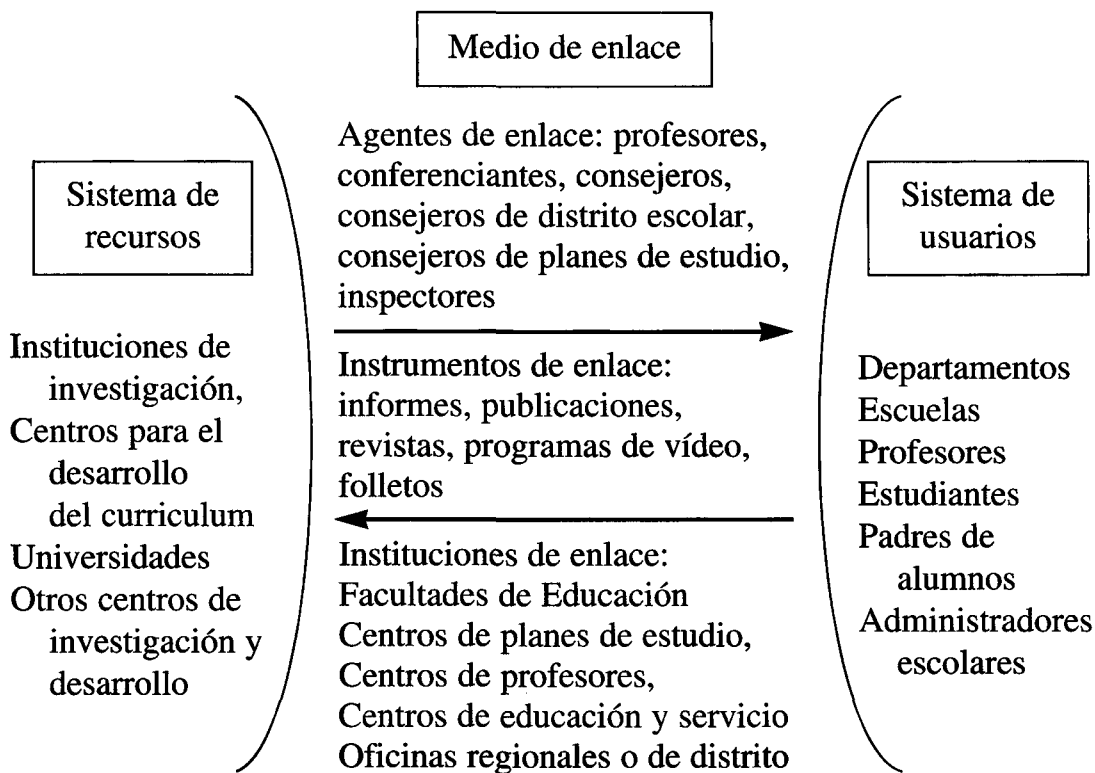 Medio de enlace
Sistema de
recursos
Instituciones de
investigación,
Centros para el
desarrollo
del curriculum
Universidades
Otros centros de
investigación y
desarrollo
Agentes de enlace: profesores,
conferenciantes, consejeros,
consejeros de distrito escolar,
consejeros de planes de estudio,
inspectores
Instrumentos de enlace:
informes, publicaciones,
revistas, programas de vídeo,
folletos
Instituciones de enlace:
Facultades de Educación
Centros de planes de estudio,
Centros de profesores,
Centros de educación y servicio
Oficinas regionales o de distrito
Sistema de
usuarios
Departamentos
Escuelas
Profesores
Estudiantes
Padres de
alumnos
Administradores
escolares